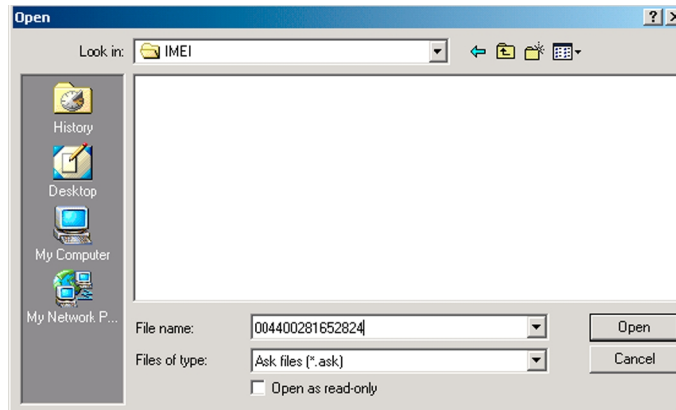 Open
Look in: IMEI
History
Desktop
My Computer
My Network P...
File name: 004400281652824
Open
Files of type: Ask files (*.ask)
Cancel
Open as read-only